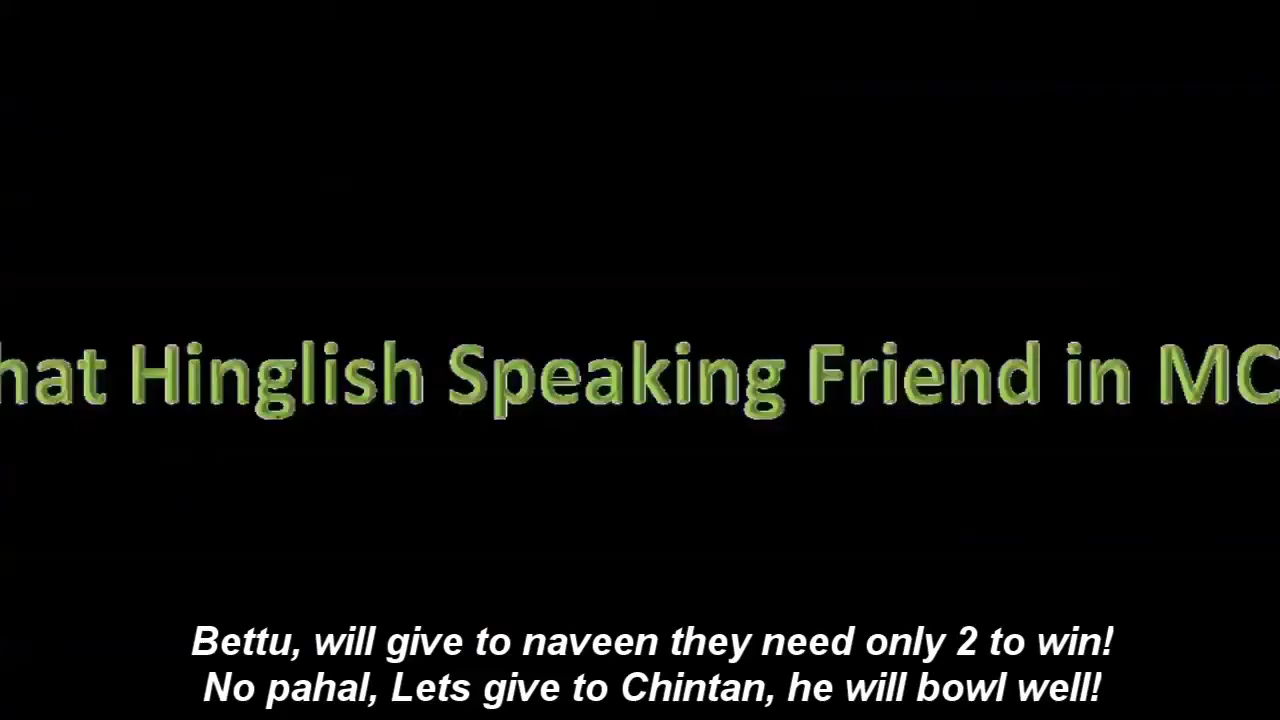 hat Hinglish Speaking Friend in MC
Bettu, will give to naveen they need only 2 to win!
No pahal, Lets give to Chintan, he will bowl well!